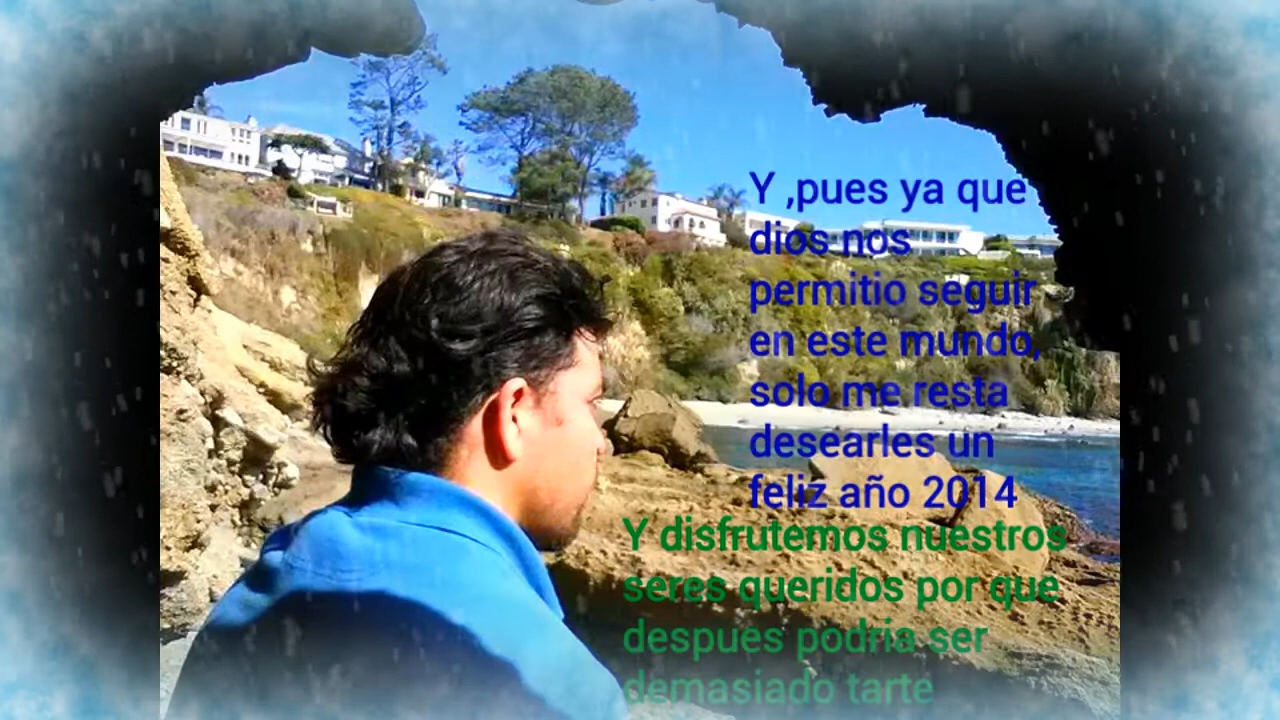 Y ,pues ya que
dios nos
permitio seguir
en este mundo,
solo me resta
desearles un
feliz año 2014
Y disfrutemos nuestros
seres queridos por que
despues podria ser
demasiado tarte